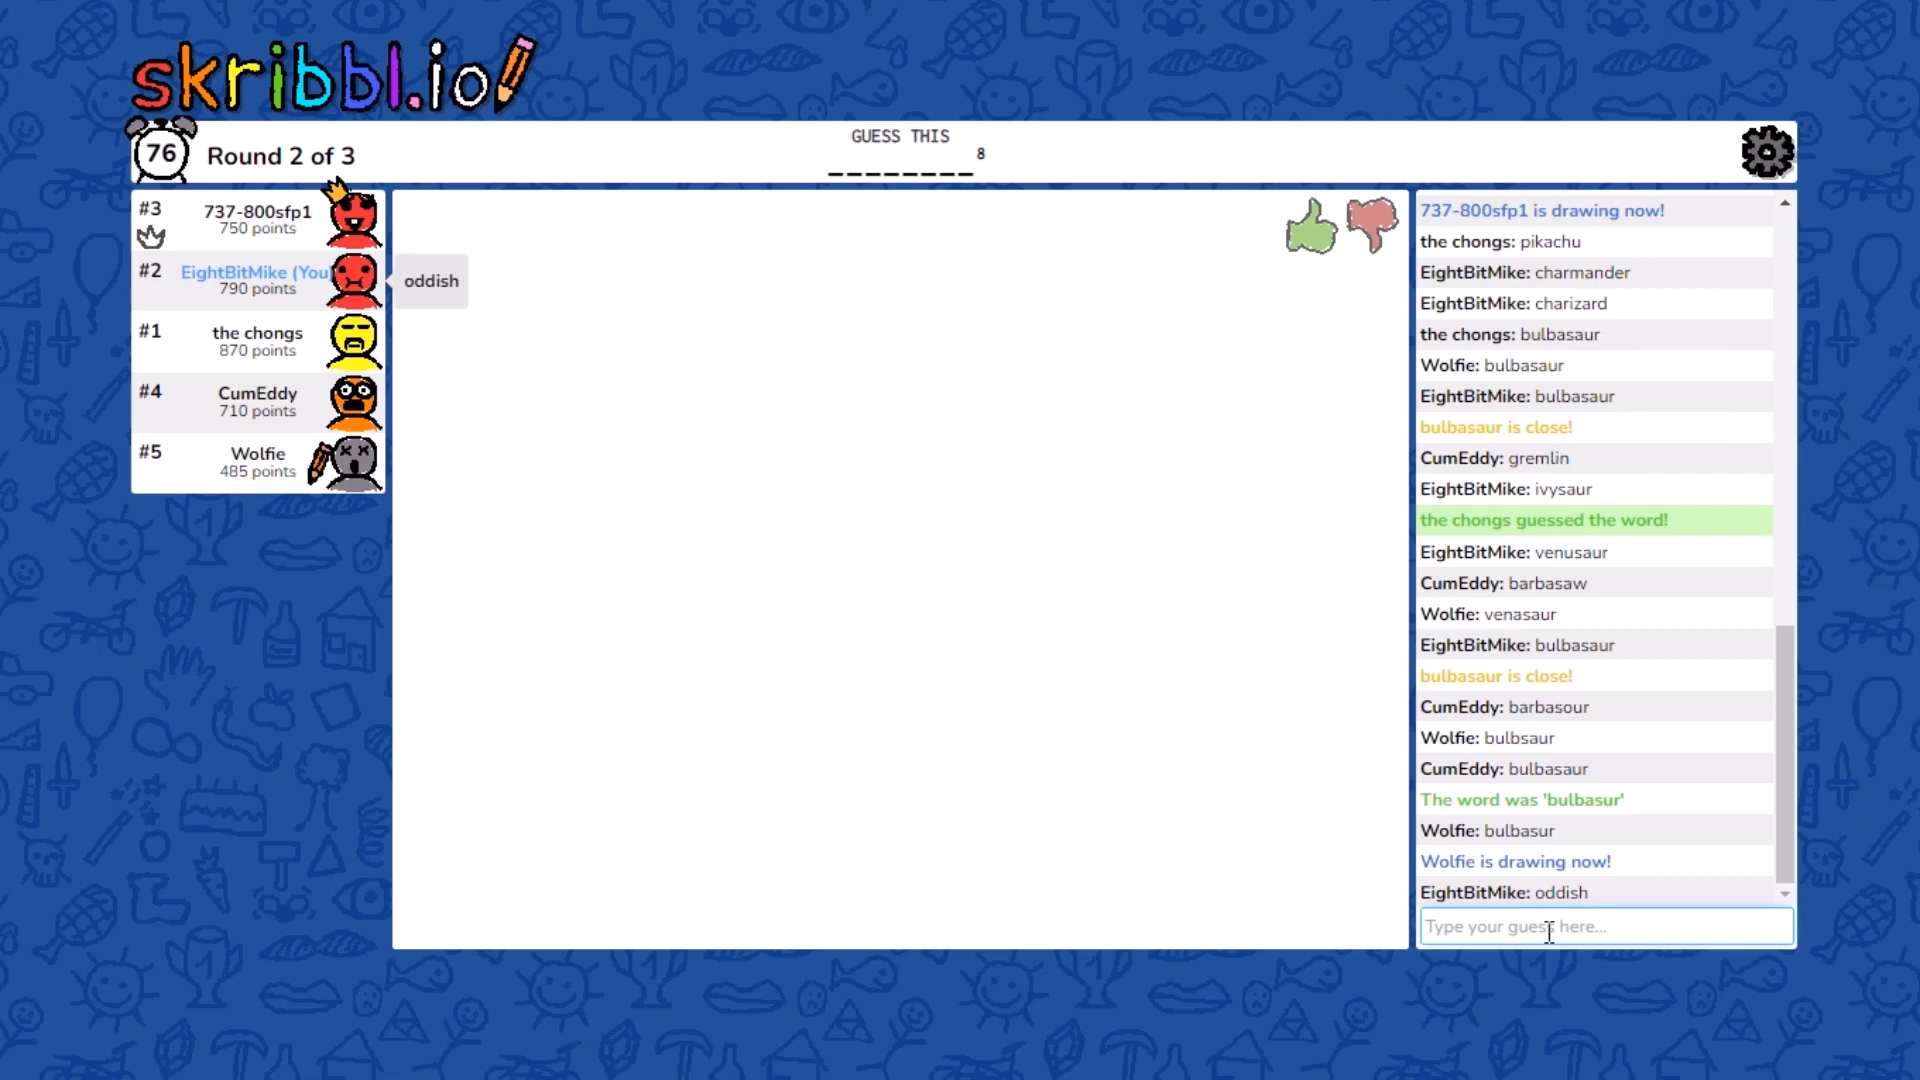 skribbl.io
76
Round 2 of 3
GUESS THIS
________ 8
#3 737-800sfp1
750 points
#2 EightBitMike (You
790 points
oddish
#1 the chongs
870 points
#4 CumEddy
710 points
#5 Wolfie
485 points
737-800sfp1 is drawing now!
the chongs: pikachu
EightBitMike: charmander
EightBitMike: charizard
the chongs: bulbasaur
Wolfie: bulbasaur
EightBitMike: bulbasaur
bulbasaur is close!
CumEddy: gremlin
EightBitMike: ivysaur
the chongs guessed the word!
EightBitMike: venusaur
CumEddy: barbasaw
Wolfie: venasaur
EightBitMike: bulbasaur
bulbasaur is close!
CumEddy: barbasour
Wolfie: bulbsaur
CumEddy: bulbasaur
The word was 'bulbasur'
Wolfie: bulbasur
Wolfie is drawing now!
EightBitMike: oddish
Type your guess here...